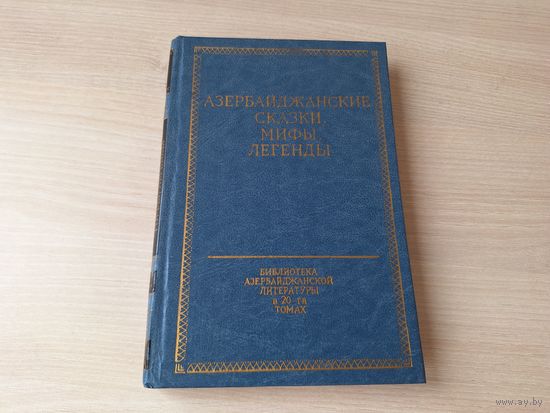 АЗЕРБАЙДЖАНСКИЕ
СКАЗКИ,
МИФЫ,
ЛЕГЕНДЫ
БИБЛИОТЕКА
АЗЕРБАЙДЖАНСКОЙ
ЛИТЕРАТУРЫ
в 20-ти
ТОМАХ
© www.ay.by